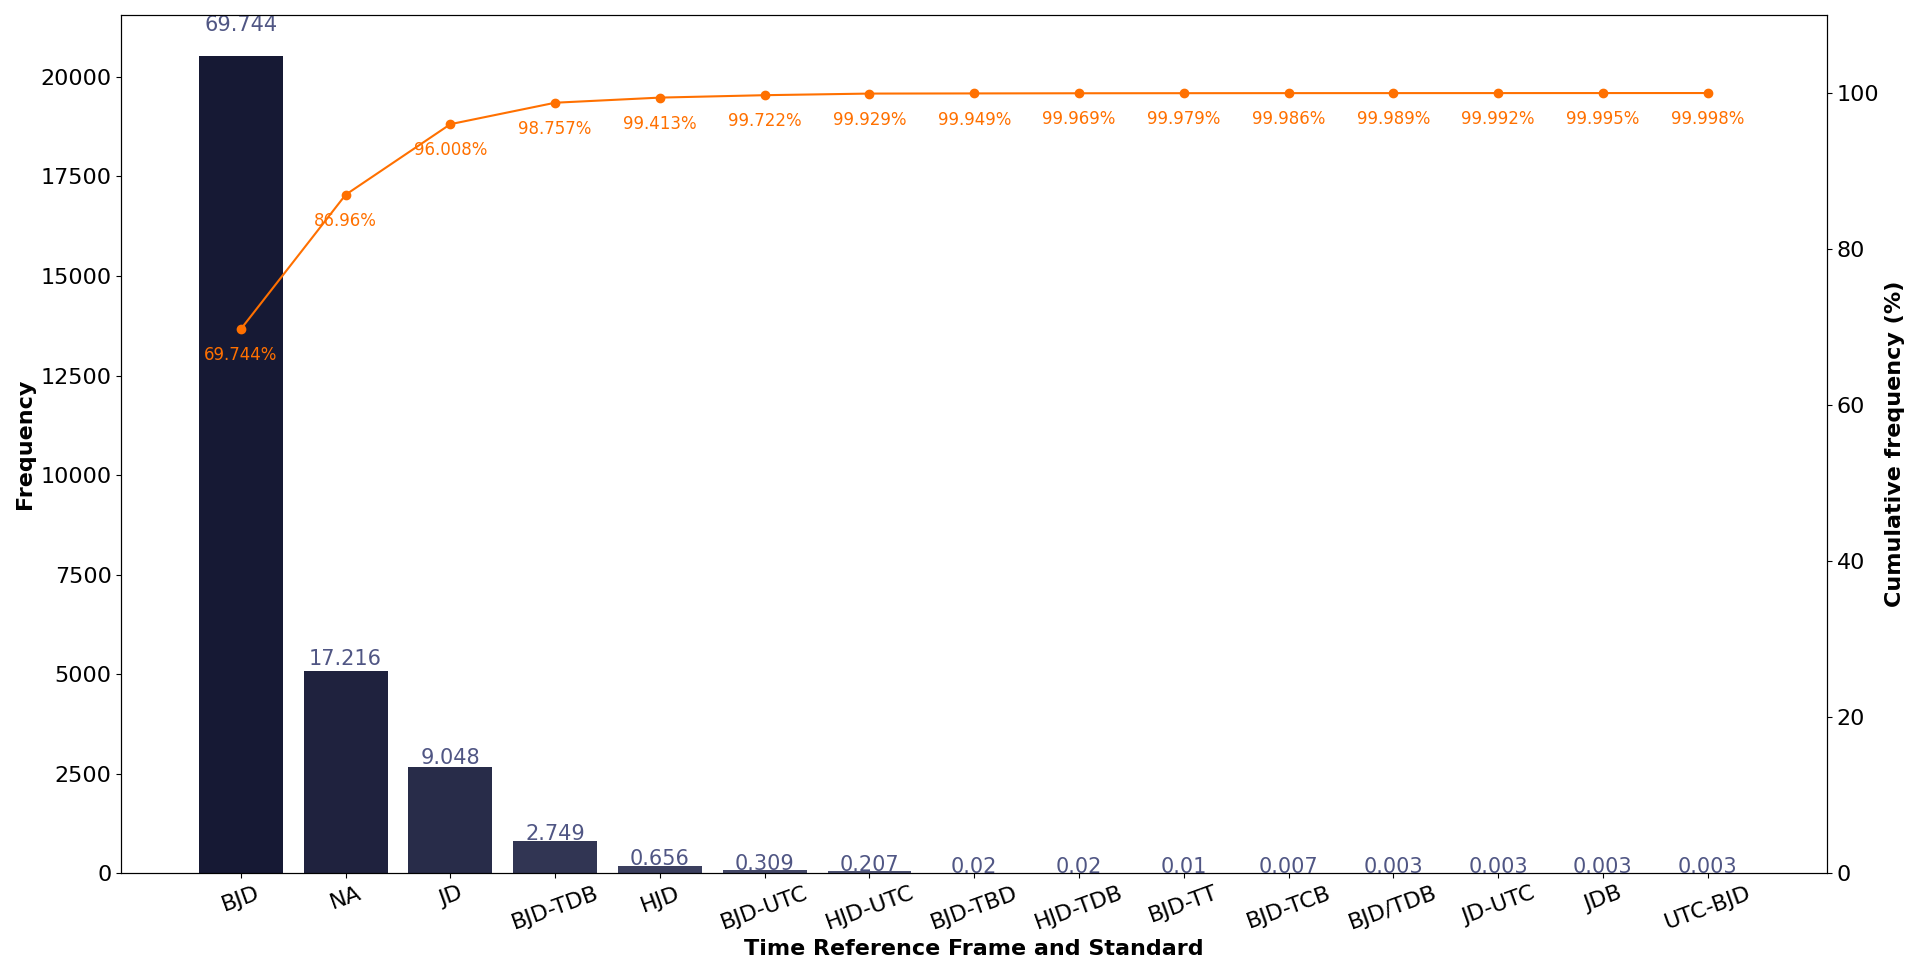 69.744
20000
17500
15000
12500
10000
7500
5000
2500
0
Frequency
100
80
60
40
20
0
Cumulative frequency (%)
69.744%
86.96%
96.008%
98.757%
99.413%
99.722%
99.929%
99.949%
99.969%
99.979%
99.986%
99.989%
99.992%
99.995%
99.998%
17.216
9.048
2.749
0.656
0.309
0.207
0.02
0.02
0.01
0.007
0.003
0.003
0.003
0.003
BJD
NA
JD
BJD-TDB
HJD
BJD-UTC
HJD-UTC
BJD-TBD
HJD-TDB
BJD-TT
BJD-TCB
BJD/TDB
JD-UTC
JDB
UTC-BJD
Time Reference Frame and Standard